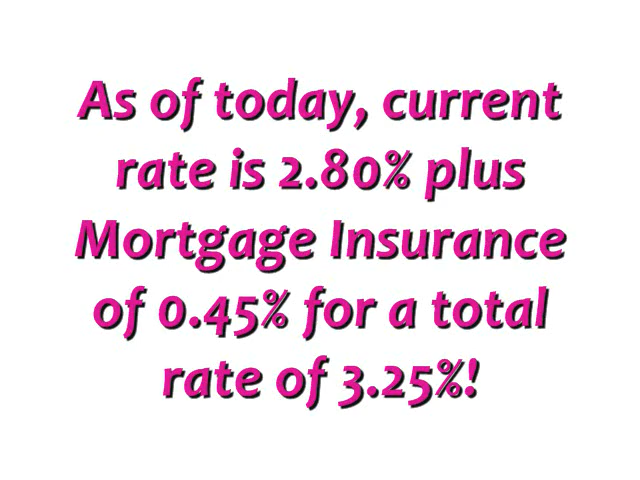 As of today, current
rate is 2.80% plus
Mortgage Insurance
of 0.45% for a total
rate of 3.25%!